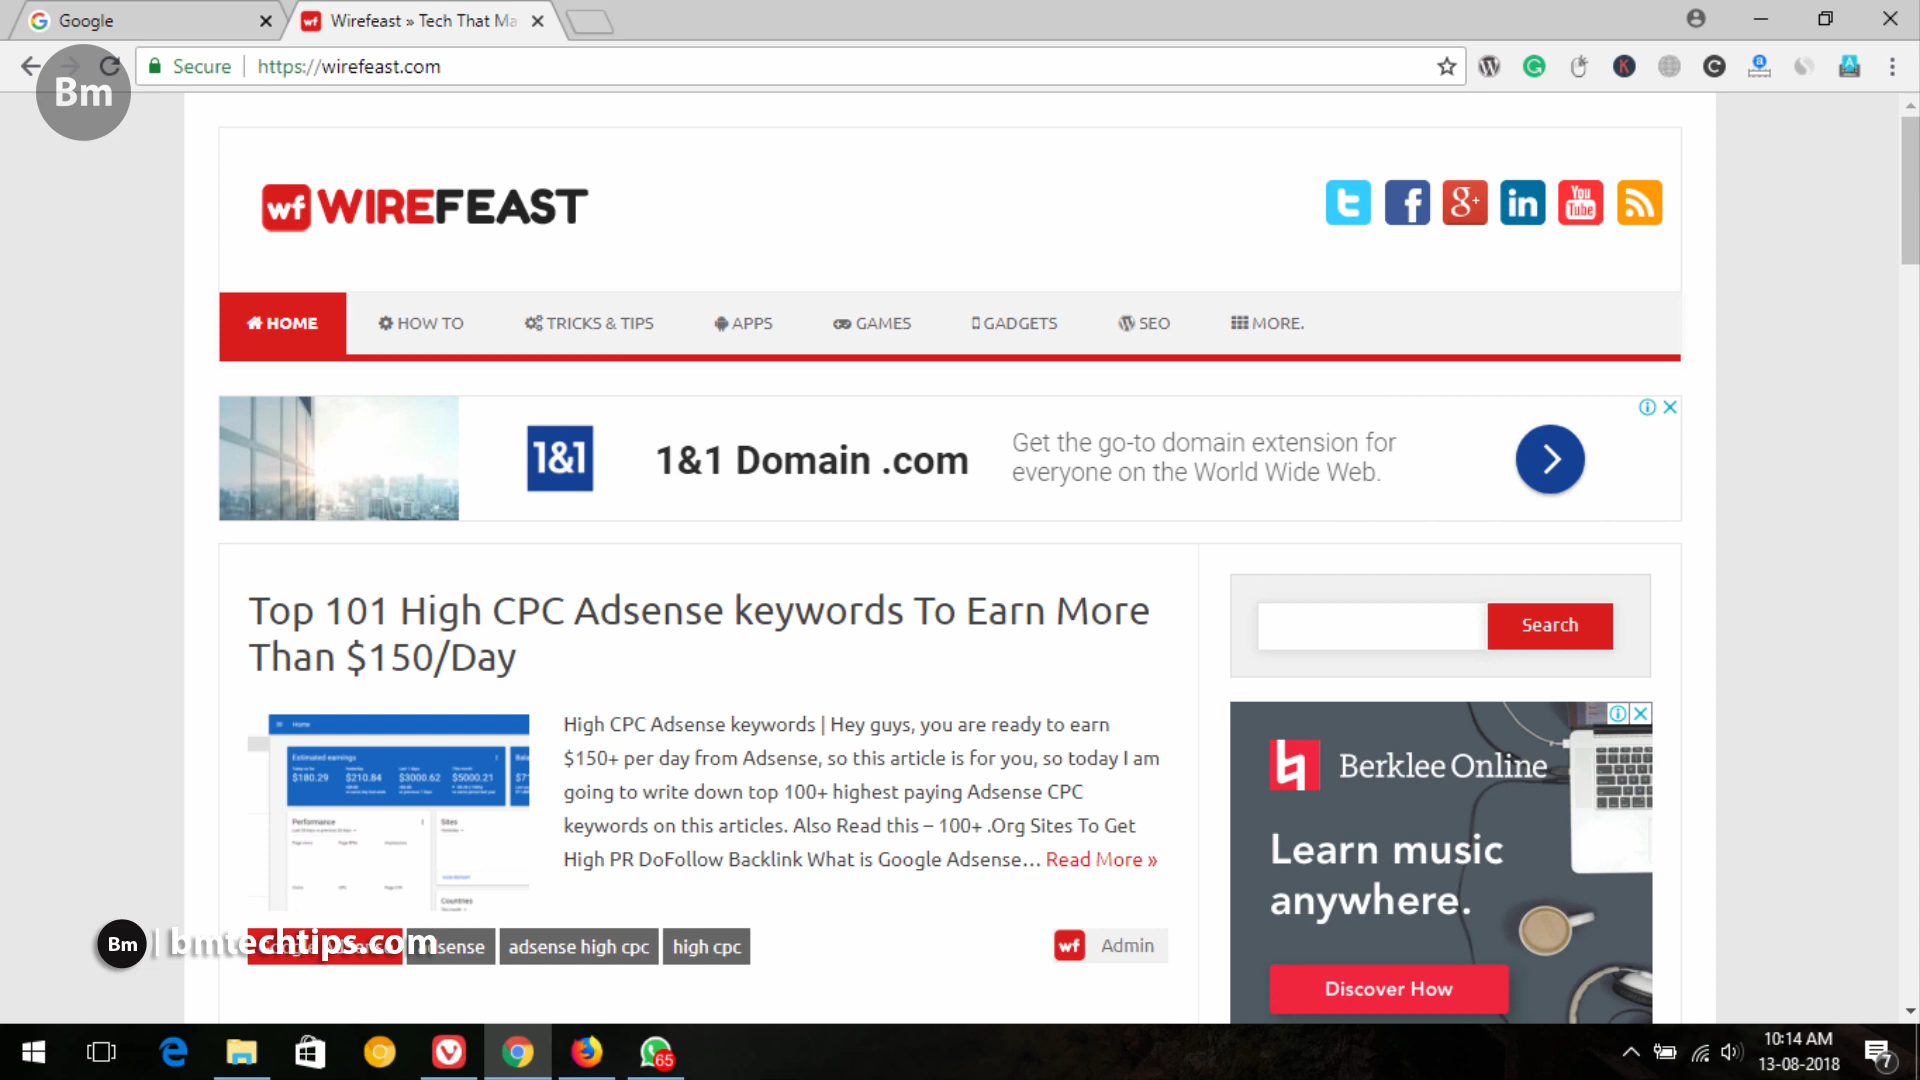 Google
Wirefeast » Tech That Ma
Bm
Secure
https://wirefeast.com
wf WIREFEAST
You Tube
HOME
HOW TO
TRICKS & TIPS
APPS
GAMES
GADGETS
SEO
MORE.
1&1
1&1 Domain .com
Get the go-to domain extension for
everyone on the World Wide Web.
Top 101 High CPC Adsense keywords To Earn More
Than $150/Day
Search
Home
Estimated earnings
$180.29 $210.84 $3000.62 $5000.21
Performance
Sites
Countries
High CPC Adsense keywords | Hey guys, you are ready to earn
$150+ per day from Adsense, so this article is for you, so today I am
going to write down top 100+ highest paying Adsense CPC
keywords on this articles. Also Read this – 100+ .Org Sites To Get
High PR DoFollow Backlink What is Google Adsense... Read More »
Berklee Online
Learn music
anywhere.
Discover How
Bm | bmtechtips.com
adsense high cpc
high cpc
wf Admin
65
10:14 AM
13-08-2018
7